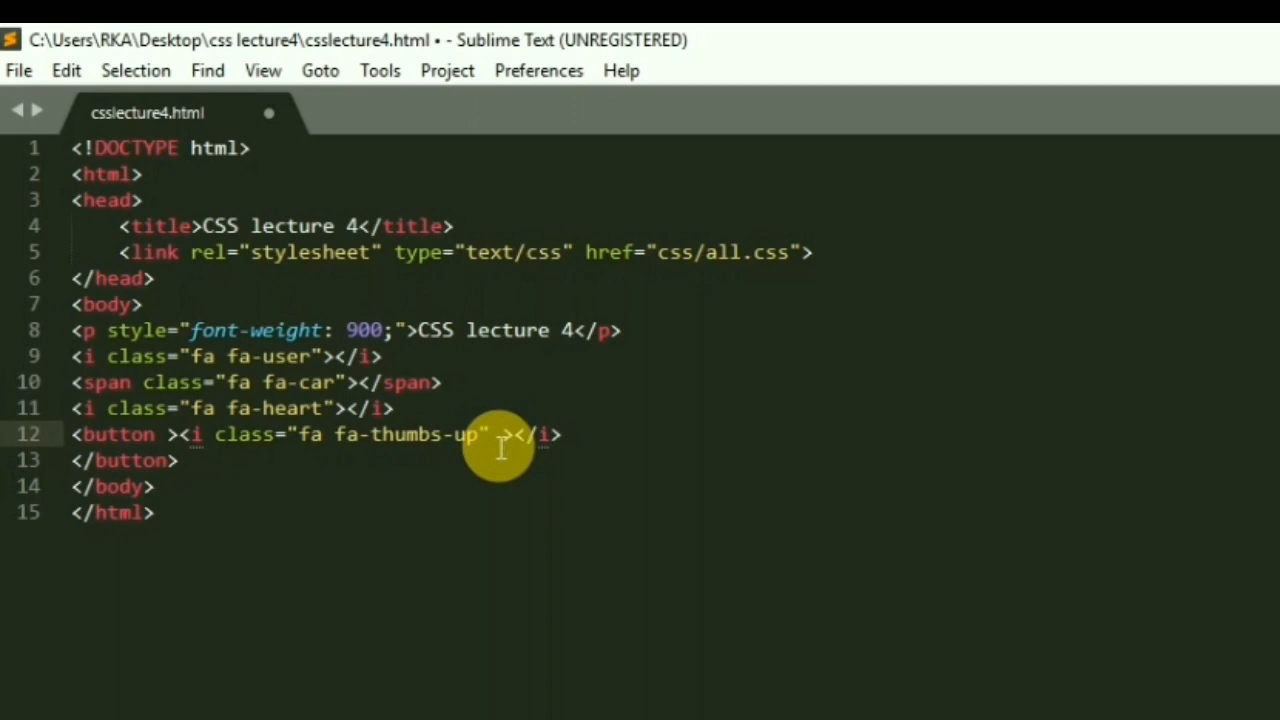 C:\Users\RKA\Desktop\css lecture4\csslecture4.html • - Sublime Text (UNREGISTERED)
File Edit Selection Find View Goto Tools Project Preferences Help
csslecture4.html
1 <!DOCTYPE html>
2 <html>
3 <head>
4 <title>CSS lecture 4</title>
5 <link rel="stylesheet" type="text/css" href="css/all.css">
6 </head>
7 <body>
8 <p style="font-weight: 900;">CSS lecture 4</p>
9 <i class="fa fa-user"></i>
10 <span class="fa fa-car"></span>
11 <i class="fa fa-heart"></i>
12 <button ><i class="fa fa-thumbs-up" ></i>
13 </button>
14 </body>
15 </html>